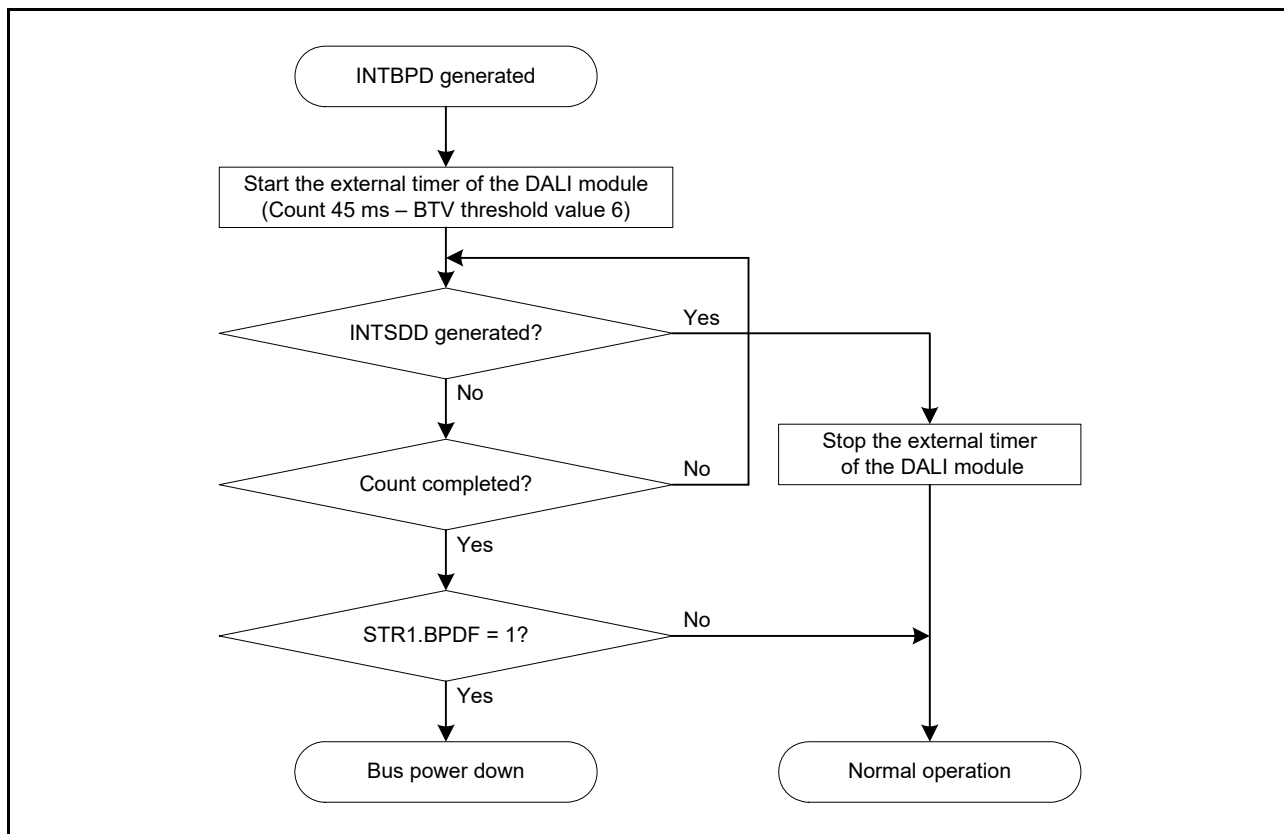 INTBPD generated
Start the external timer of the DALI module
(Count 45 ms – BTV threshold value 6)
INTSDD generated?
Yes
No
Count completed?
No
Stop the external timer
of the DALI module
Yes
STR1.BPDF = 1?
No
Yes
Bus power down
Normal operation